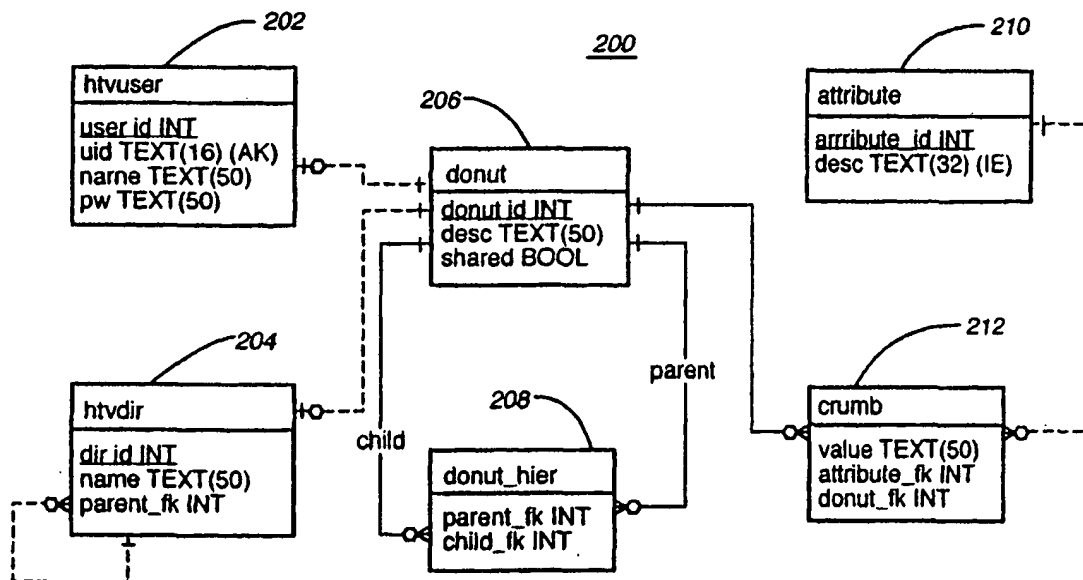 202
200
210
206
htvuser
user id INT
uid TEXT(16) (AK)
name TEXT(50)
pw TEXT(50)
donut
donut id INT
desc TEXT(50)
shared BOOL
attribute
arrribute_id INT
desc TEXT(32) (IE)
204
212
208
parent
child
htvdir
dir id INT
name TEXT(50)
parent_fk INT
donut_hier
parent_fk INT
child_fk INT
crumb
value TEXT(50)
attribute_fk INT
donut_fk INT